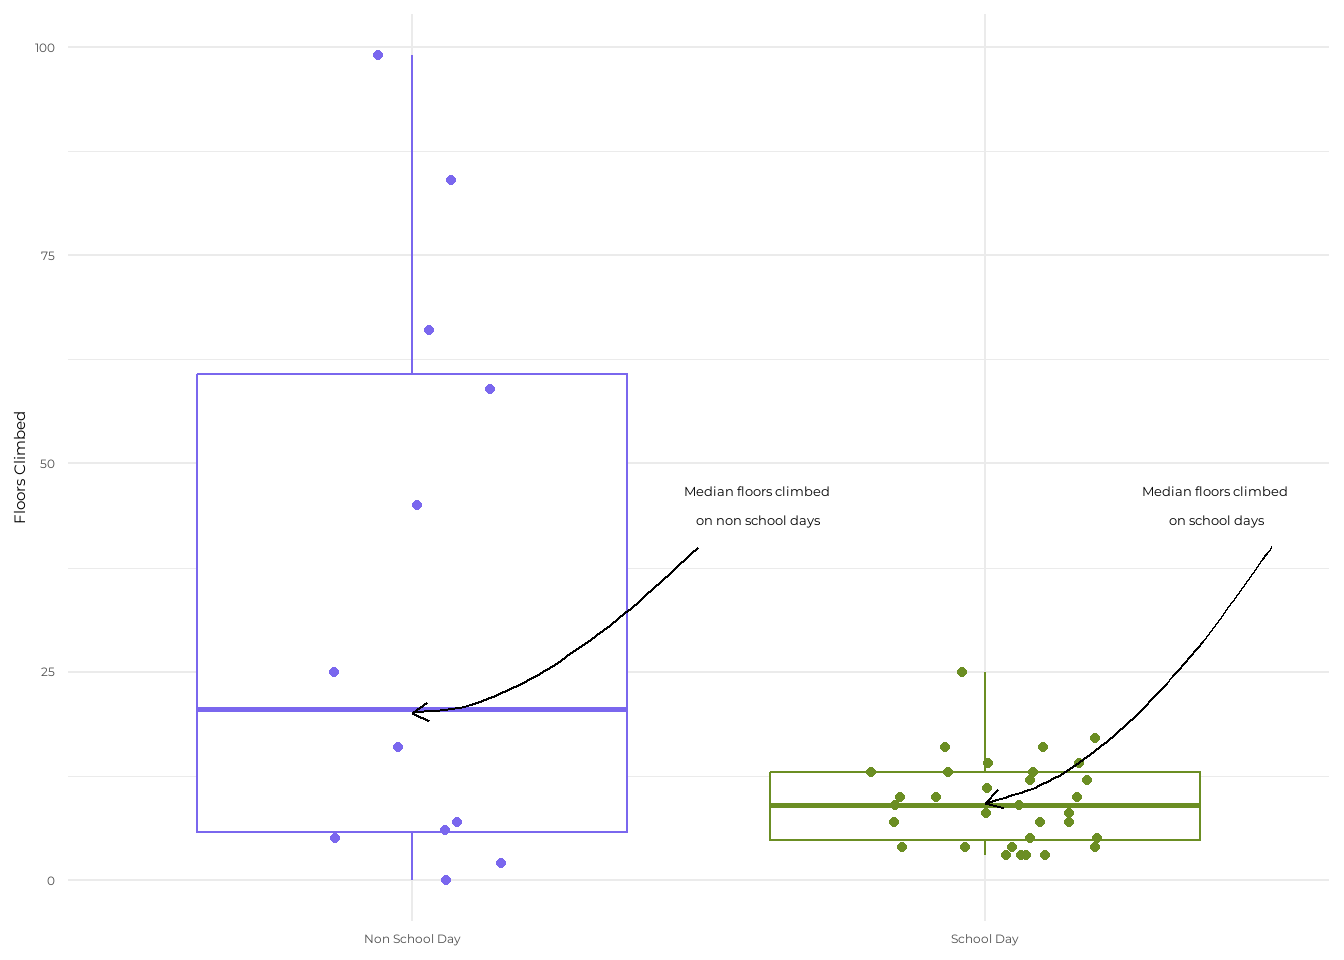 100
75
50
25
0
Floors Climbed
Median floors climbed
on non school days
Median floors climbed
on school days
Non School Day
School Day